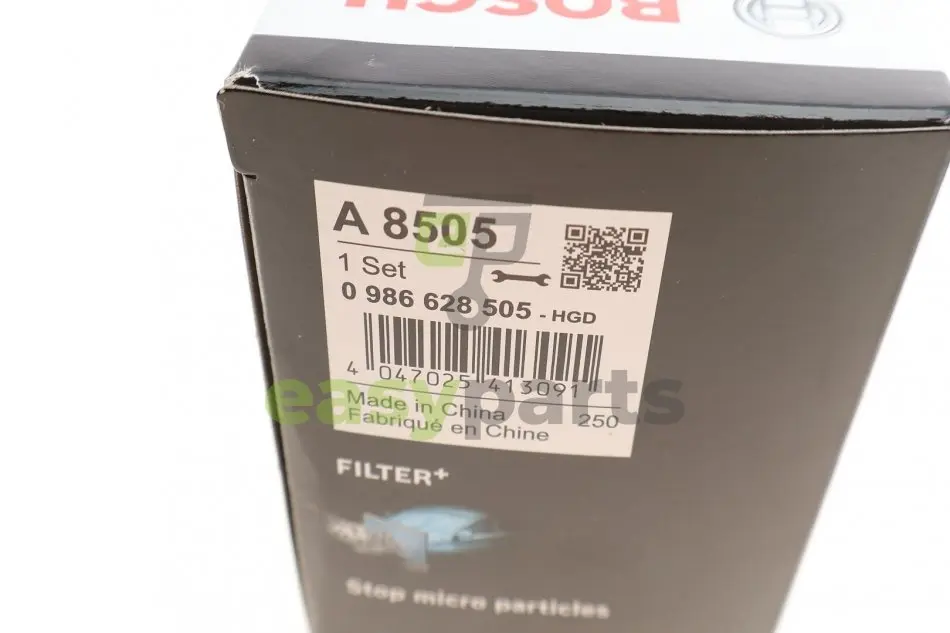 BOSCH
A 8505
1 Set
0 986 628 505 - HGD
4 047025 413091
easyparts
Made in China
250
Fabriqué en Chine
FILTER+
Stop micro particles